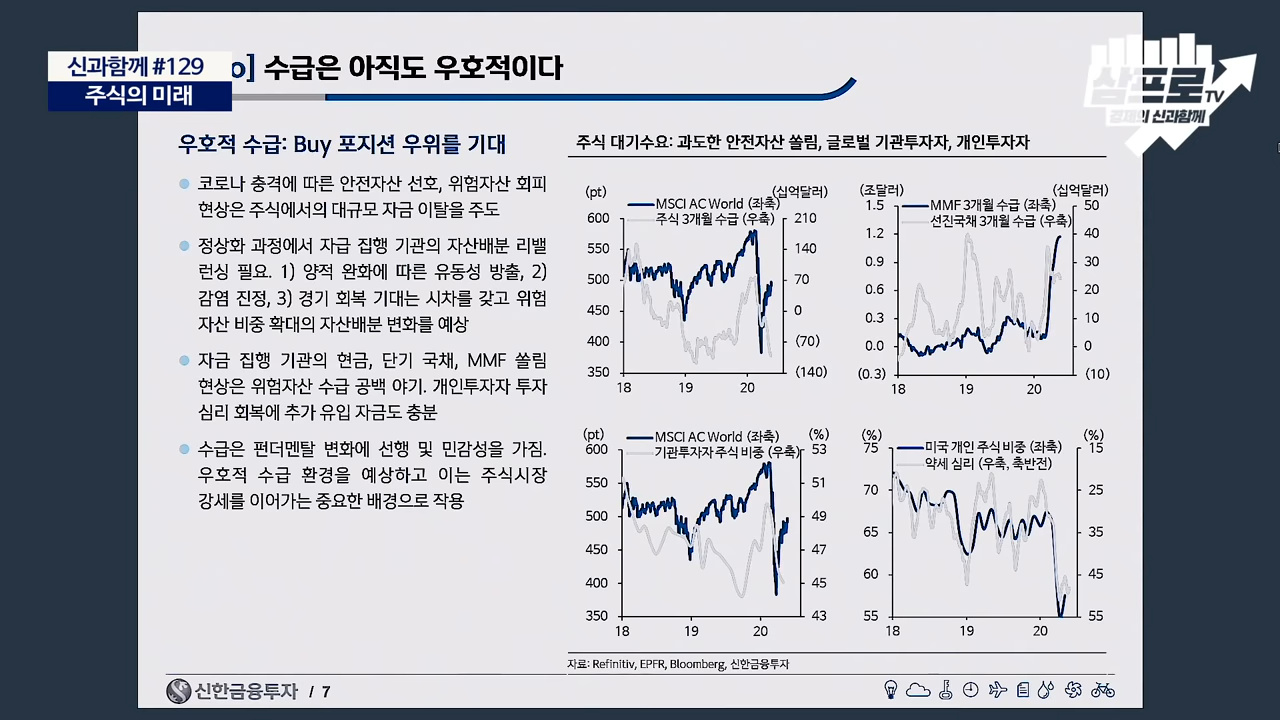 신과함께 #129
주식의 미래
o] 수급은 아직도 우호적이다
삼프로TV
경제의 신과함께
우호적 수급: Buy 포지션 우위를 기대
코로나 충격에 따른 안전자산 선호, 위험자산 회피
현상은 주식에서의 대규모 자금 이탈을 주도
정상화 과정에서 자급 집행 기관의 자산배분 리밸
런싱 필요. 1) 양적 완화에 따른 유동성 방출, 2)
감염 진정, 3) 경기 회복 기대는 시차를 갖고 위험
자산 비중 확대의 자산배분 변화를 예상
자금 집행 기관의 현금, 단기 국채, MMF 쏠림
현상은 위험자산 수급 공백 야기. 개인투자자 투자
심리 회복에 추가 유입 자금도 충분
수급은 펀더멘탈 변화에 선행 및 민감성을 가짐.
우호적 수급 환경을 예상하고 이는 주식시장
강세를 이어가는 중요한 배경으로 작용
주식 대기수요: 과도한 안전자산 쏠림, 글로벌 기관투자자, 개인투자자
(pt) (십억달러)
MSCI AC World (좌축)
주식 3개월 수급 (우축)
600 210
550 140
500 70
450 0
400 (70)
350 (140)
18 19 20
(조달러) (십억달러)
MMF 3개월 수급 (좌축)
선진국채 3개월 수급 (우축)
1.5 50
1.2 40
0.9 30
0.6 20
0.3 10
0.0 0
(0.3) (10)
18 19 20
(pt) (%)
MSCI AC World (좌축)
기관투자자 주식 비중 (우축)
600 53
550 51
500 49
450 47
400 45
350 43
18 19 20
(%) (%)
미국 개인 주식 비중 (좌축)
약세 심리 (우축, 축반전)
75 15
70 25
65 35
60 45
55 55
18 19 20
자료: Refinitiv, EPFR, Bloomberg, 신한금융투자
신한금융투자 / 7